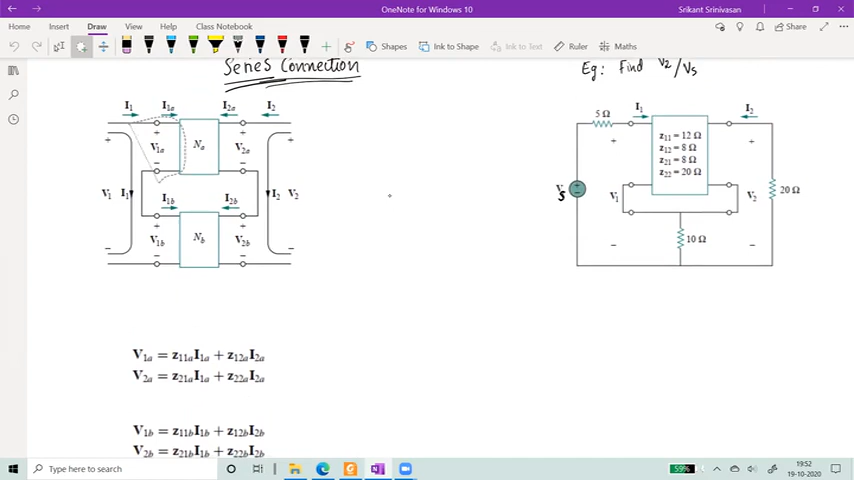 OneNote for Windows 10
Srikant Srinivasan
Home Insert Draw View Help Class Notebook
Share
Shapes Ink to Shape Ink to Text Ruler Maths
Series Connection
I1 I1a I2a I2
+ + + +
V1a Na V2a
− −
V1 I1 I1b I2b I2 V2
+ +
V1b Nb V2b
− − − −
V1a = z11aI1a + z12aI2a
V2a = z21aI1a + z22aI2a
V1b = z11bI1b + z12bI2b
V2b = z21bI1b + z22bI2b
Eg: Find V2/Vs
5 Ω I1 I2
z11 = 12 Ω
z12 = 8 Ω
z21 = 8 Ω
z22 = 20 Ω
+ +
s V1 V2 20 Ω
10 Ω
− −
Type here to search
59%
19:52
19-10-2020